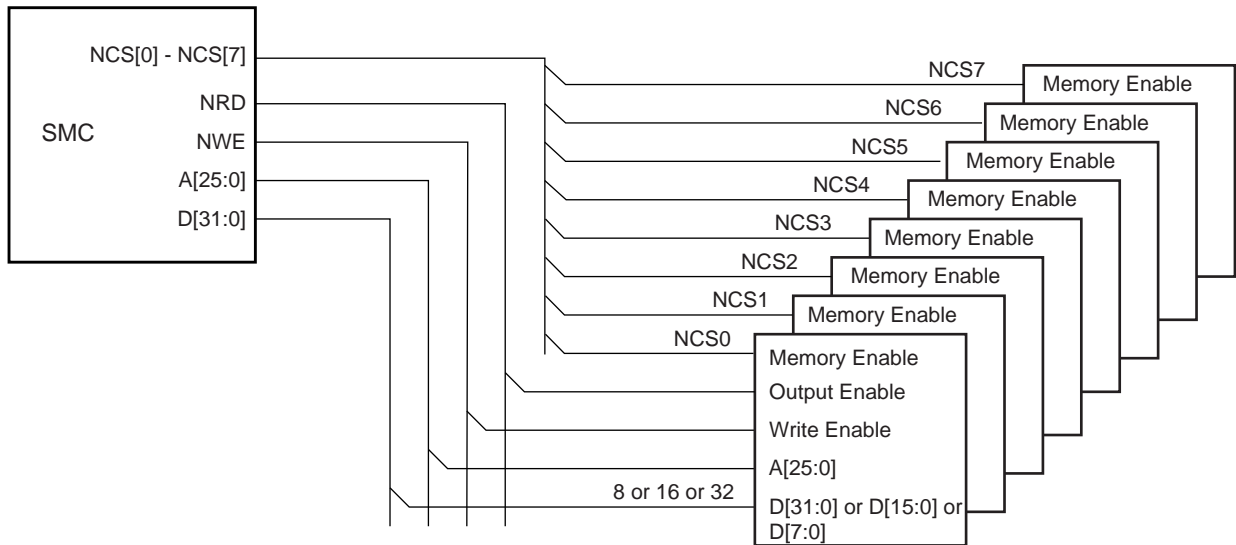 NCS[0] - NCS[7]
NRD
SMC
NWE
A[25:0]
D[31:0]
NCS7
Memory Enable
NCS6
Memory Enable
NCS5
Memory Enable
NCS4
Memory Enable
NCS3
Memory Enable
NCS2
Memory Enable
NCS1
Memory Enable
NCS0
Memory Enable
Output Enable
Write Enable
A[25:0]
8 or 16 or 32
D[31:0] or D[15:0] or
D[7:0]